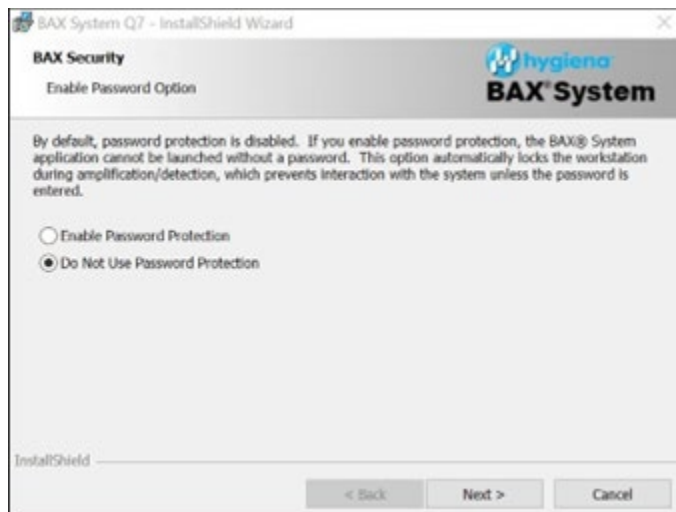 BAX System Q7 - InstallShield Wizard
BAX Security
Enable Password Option
hygiena
BAX® System
By default, password protection is disabled. If you enable password protection, the BAX® System
application cannot be launched without a password. This option automatically locks the workstation
during amplification/detection, which prevents interaction with the system unless the password is
entered.
Enable Password Protection
Do Not Use Password Protection
InstallShield
< Back
Next >
Cancel